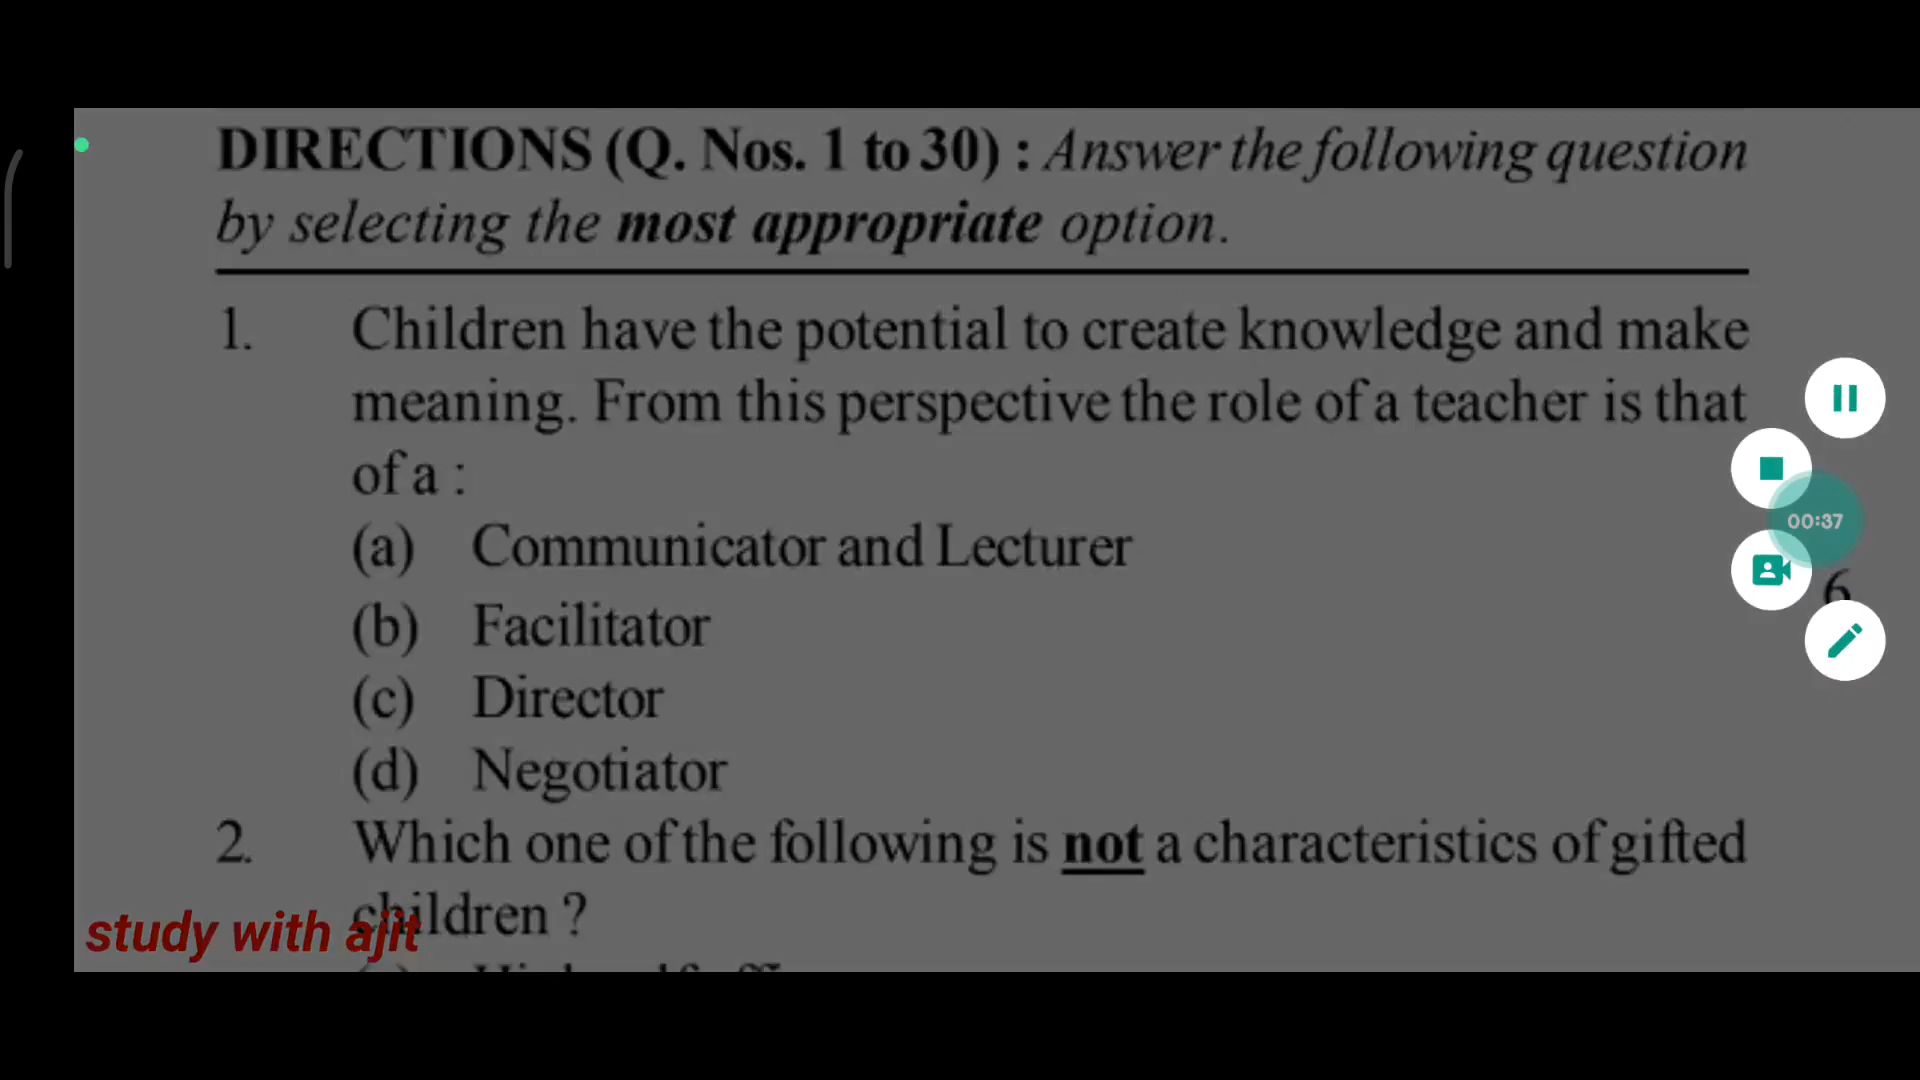 DIRECTIONS (Q. Nos. 1 to 30) : Answer the following question
by selecting the most appropriate option.
1. Children have the potential to create knowledge and make
meaning. From this perspective the role of a teacher is that
of a :
(a) Communicator and Lecturer
(b) Facilitator
(c) Director
(d) Negotiator
2. Which one of the following is not a characteristics of gifted
children ?
study with ajit
00:37
6